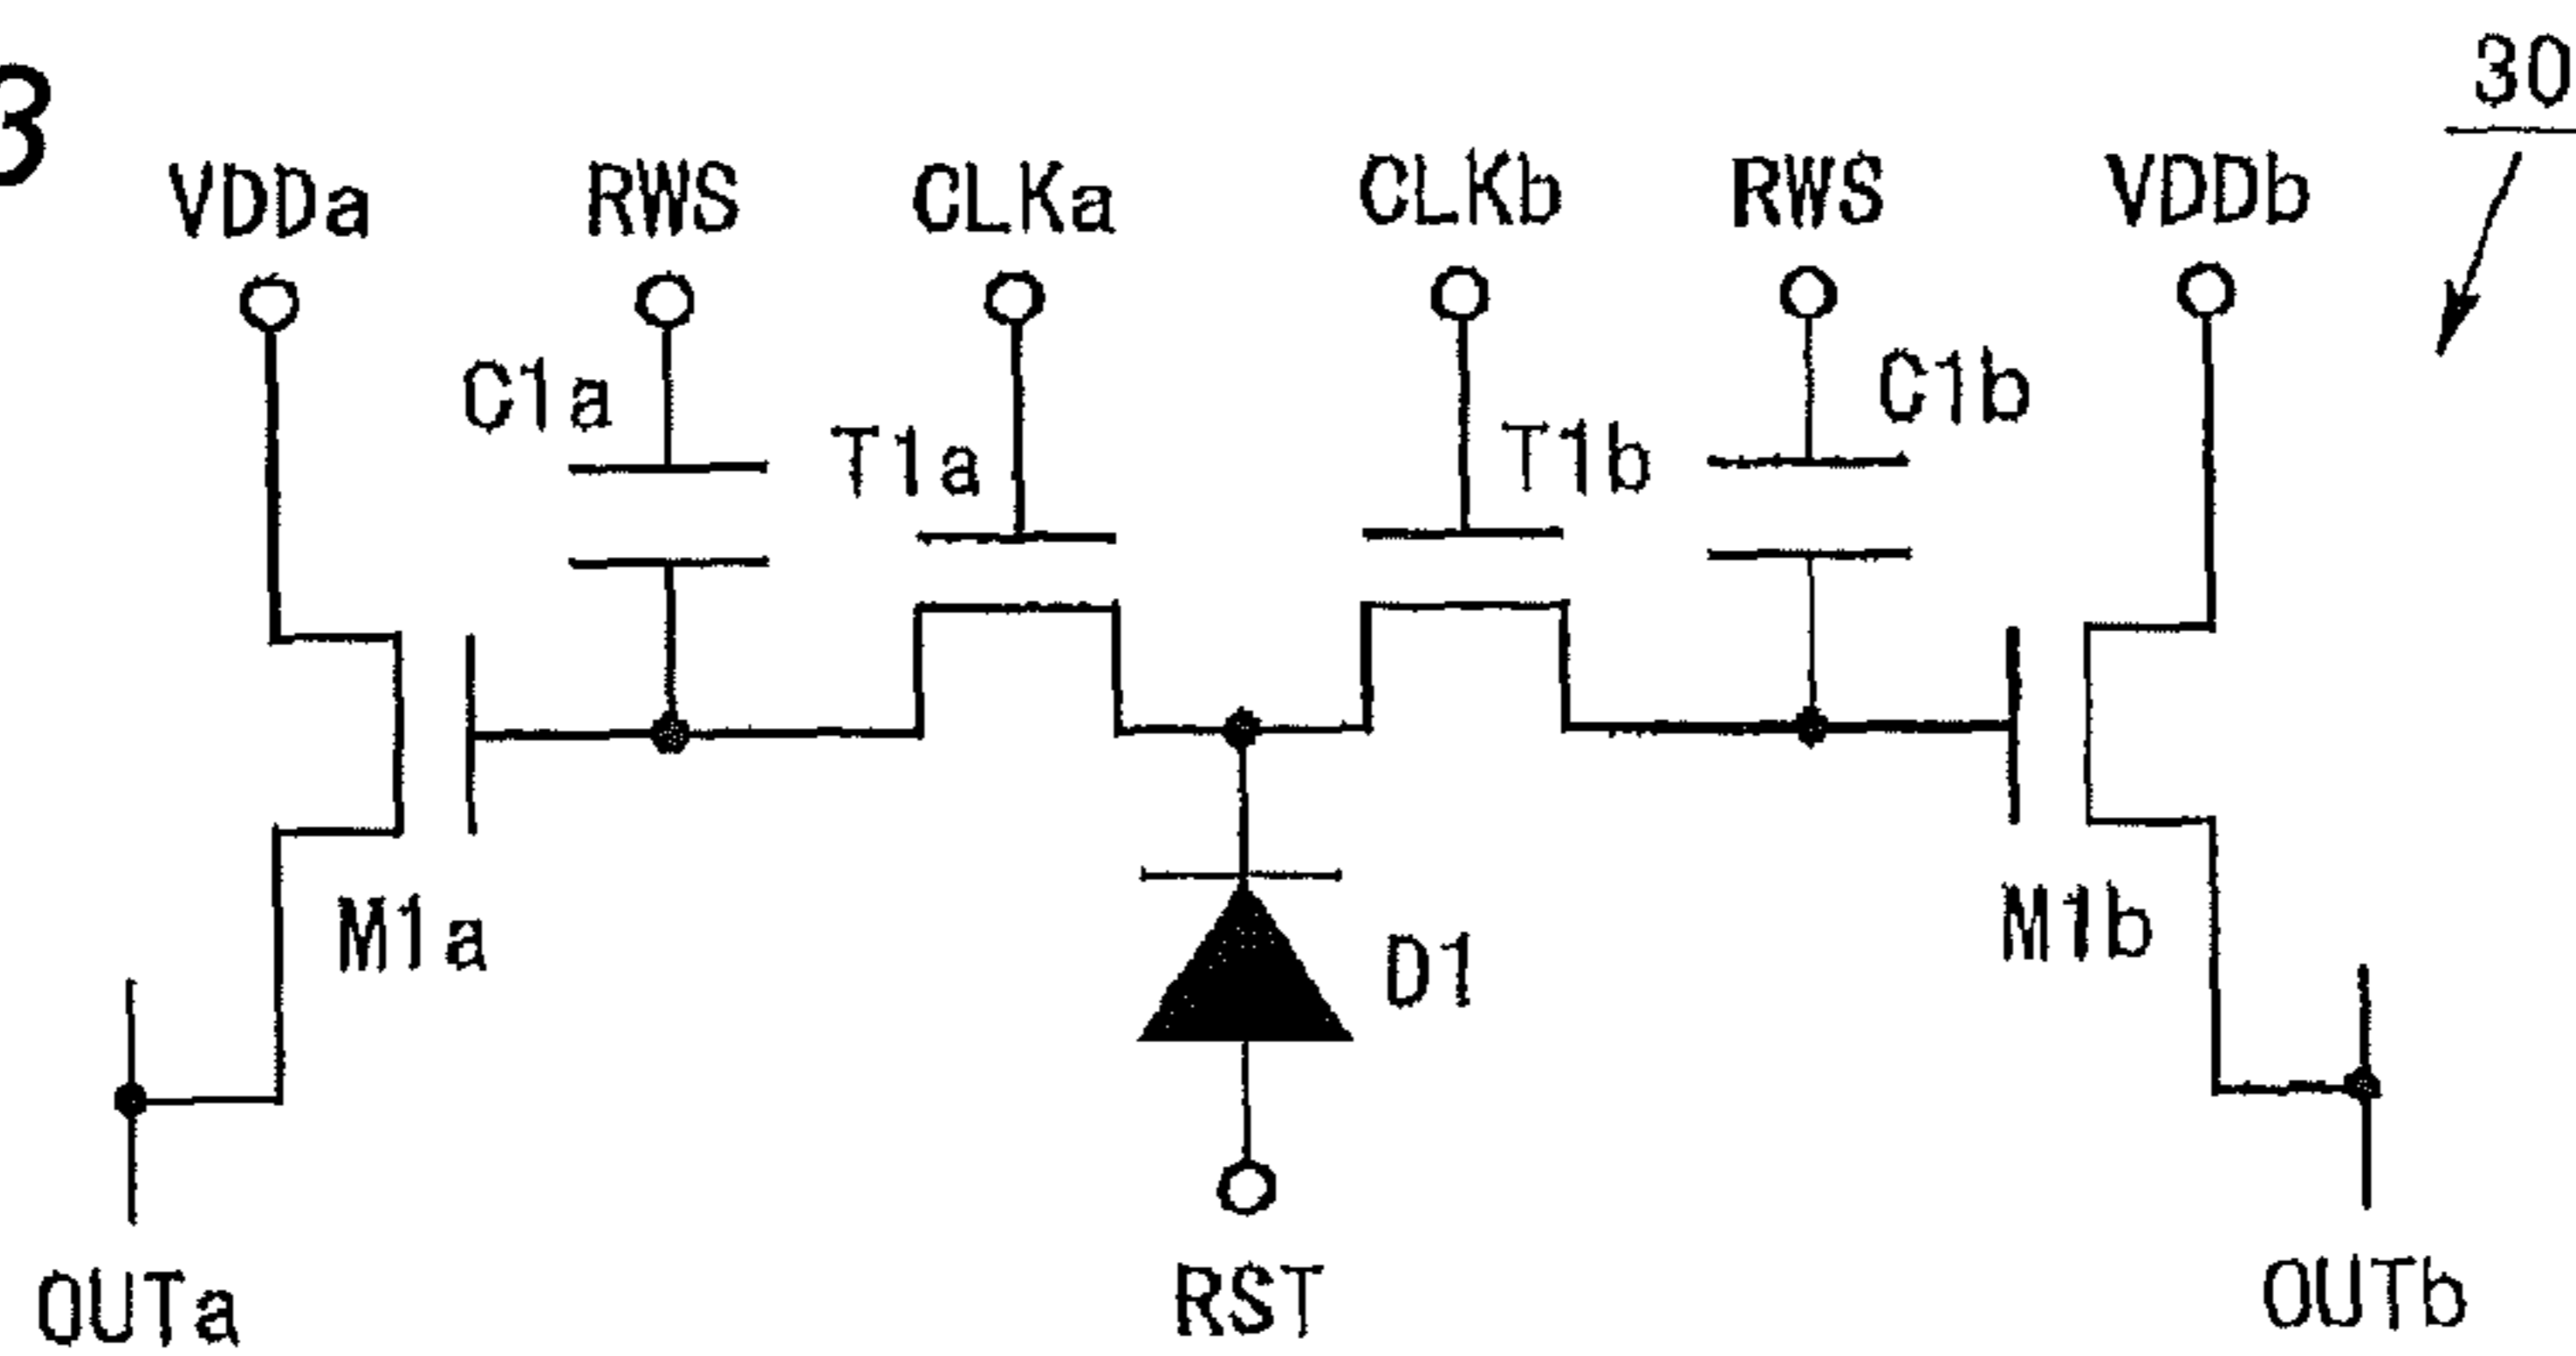 3
30
VDDa RWS CLKa CLKb RWS VDDb
C1a T1a T1b C1b
M1a D1 M1b
OUTa RST OUTb